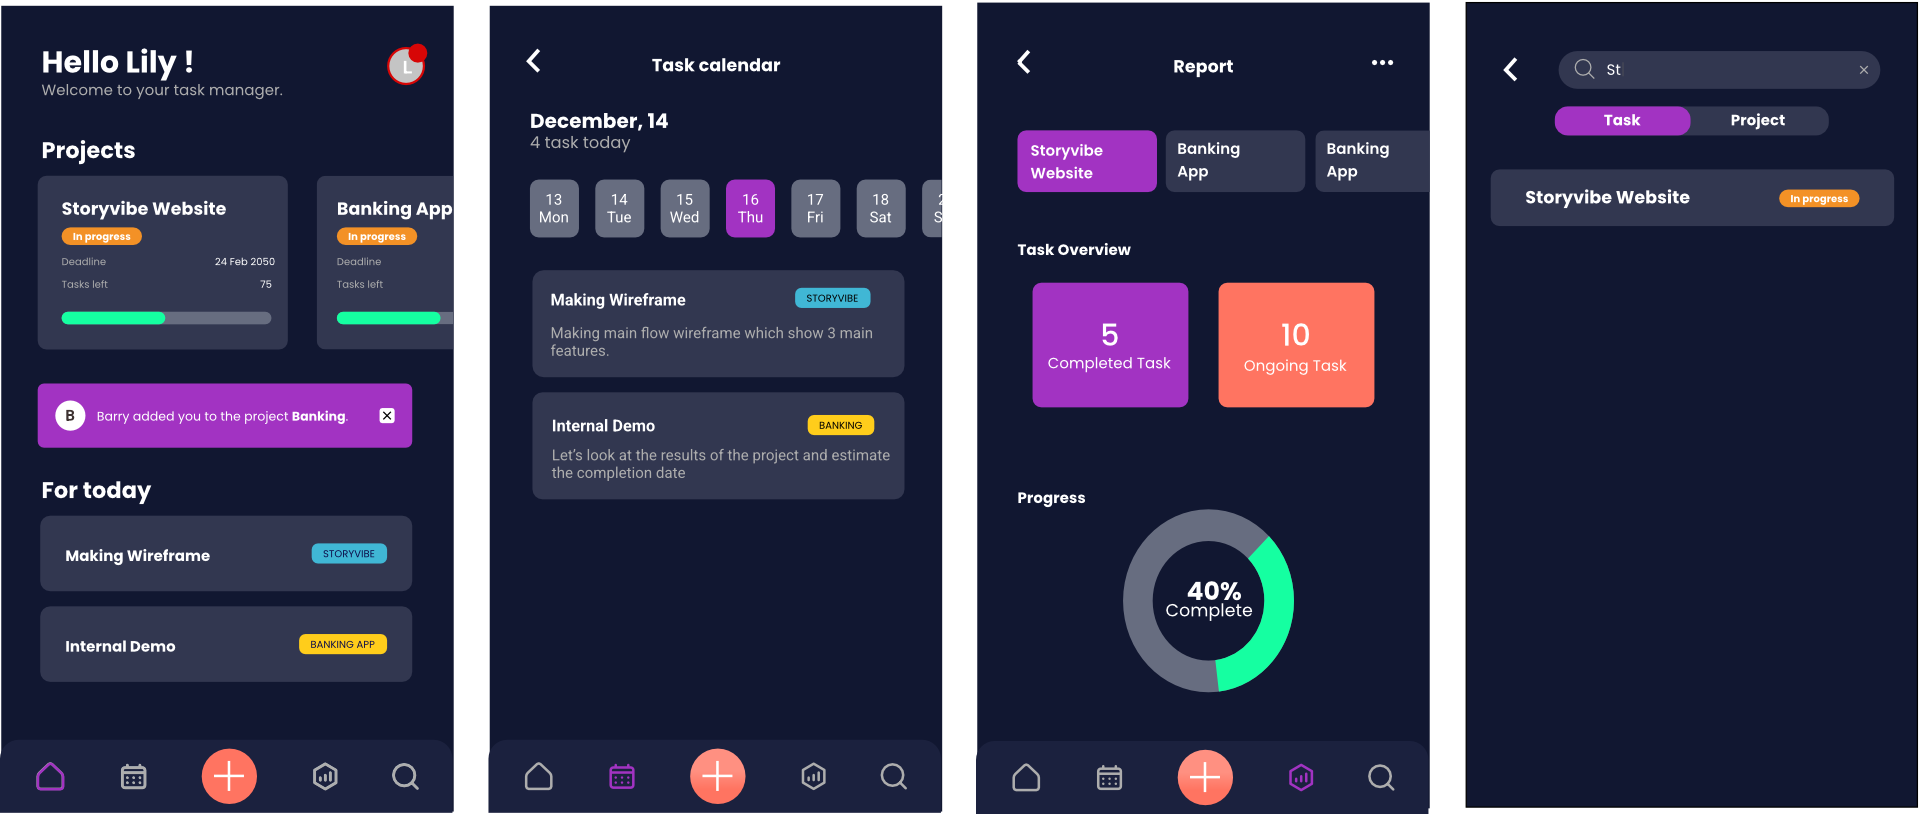 Hello Lily !
L
Welcome to your task manager.
Projects
Storyvibe Website
In progress
Deadline
24 Feb 2050
Tasks left
75
Banking App
In progress
Deadline
Tasks left
B
Barry added you to the project Banking.
For today
Making Wireframe
STORYVIBE
Internal Demo
BANKING APP
Task calendar
December, 14
4 task today
13
Mon
14
Tue
15
Wed
16
Thu
17
Fri
18
Sat
Making Wireframe
STORYVIBE
Making main flow wireframe which show 3 main
features.
Internal Demo
BANKING
Let’s look at the results of the project and estimate
the completion date
Report
Storyvibe
Website
Banking
App
Banking
App
Task Overview
5
Completed Task
10
Ongoing Task
Progress
40%
Complete
St
Task
Project
Storyvibe Website
In progress